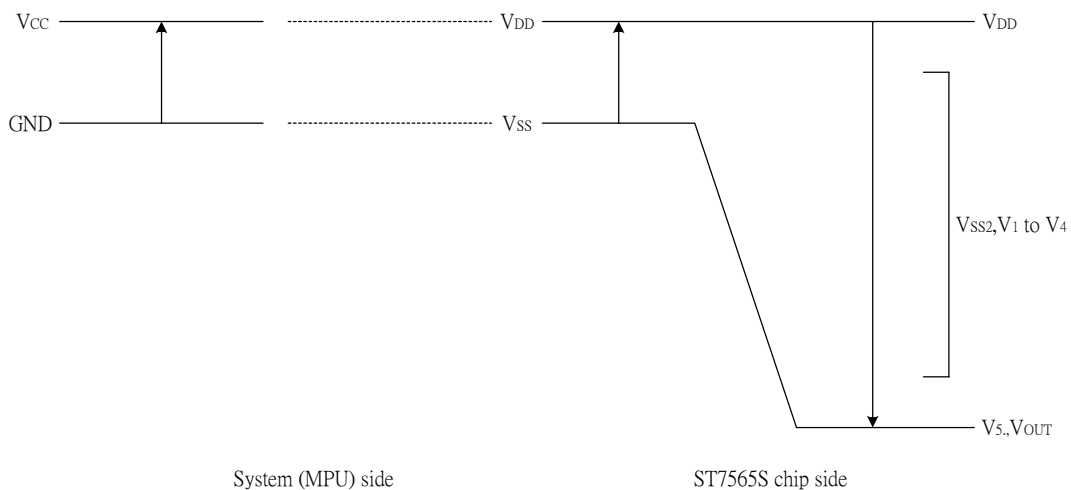 VCC
VDD
VDD
GND
VSS
VSS2,V1 to V4
V5.,VOUT
System (MPU) side
ST7565S chip side